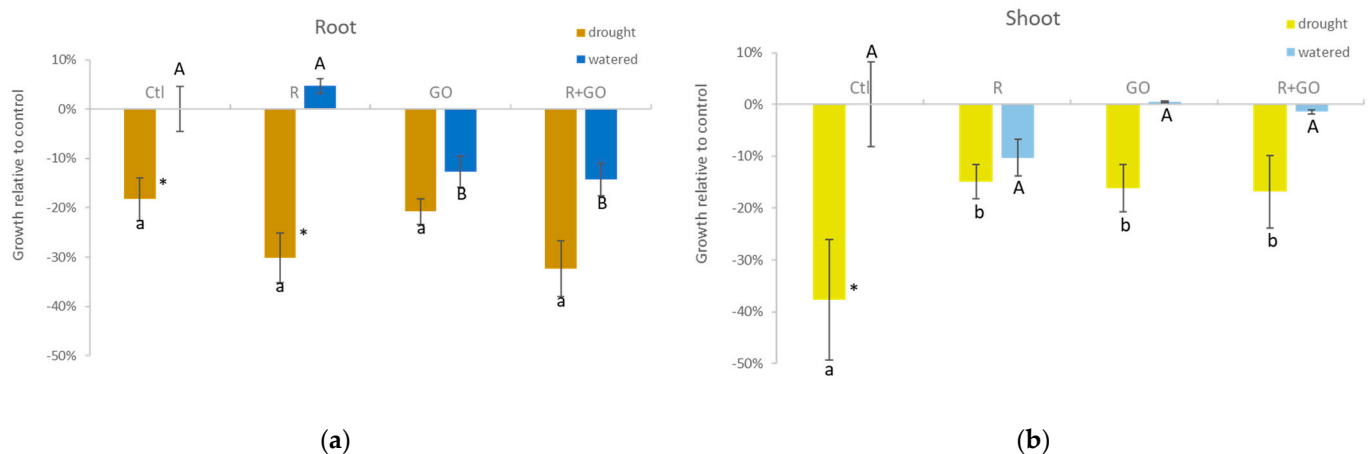 Root
drought
watered
Growth relative to control
10%
0%
-10%
-20%
-30%
-40%
-50%
Ctl
R
GO
R+GO
A
A
a
*
a
*
a
B
a
B
(a)
Shoot
drought
watered
Growth relative to control
10%
0%
-10%
-20%
-30%
-40%
-50%
Ctl
R
GO
R+GO
A
a
*
b
A
b
A
b
A
(b)